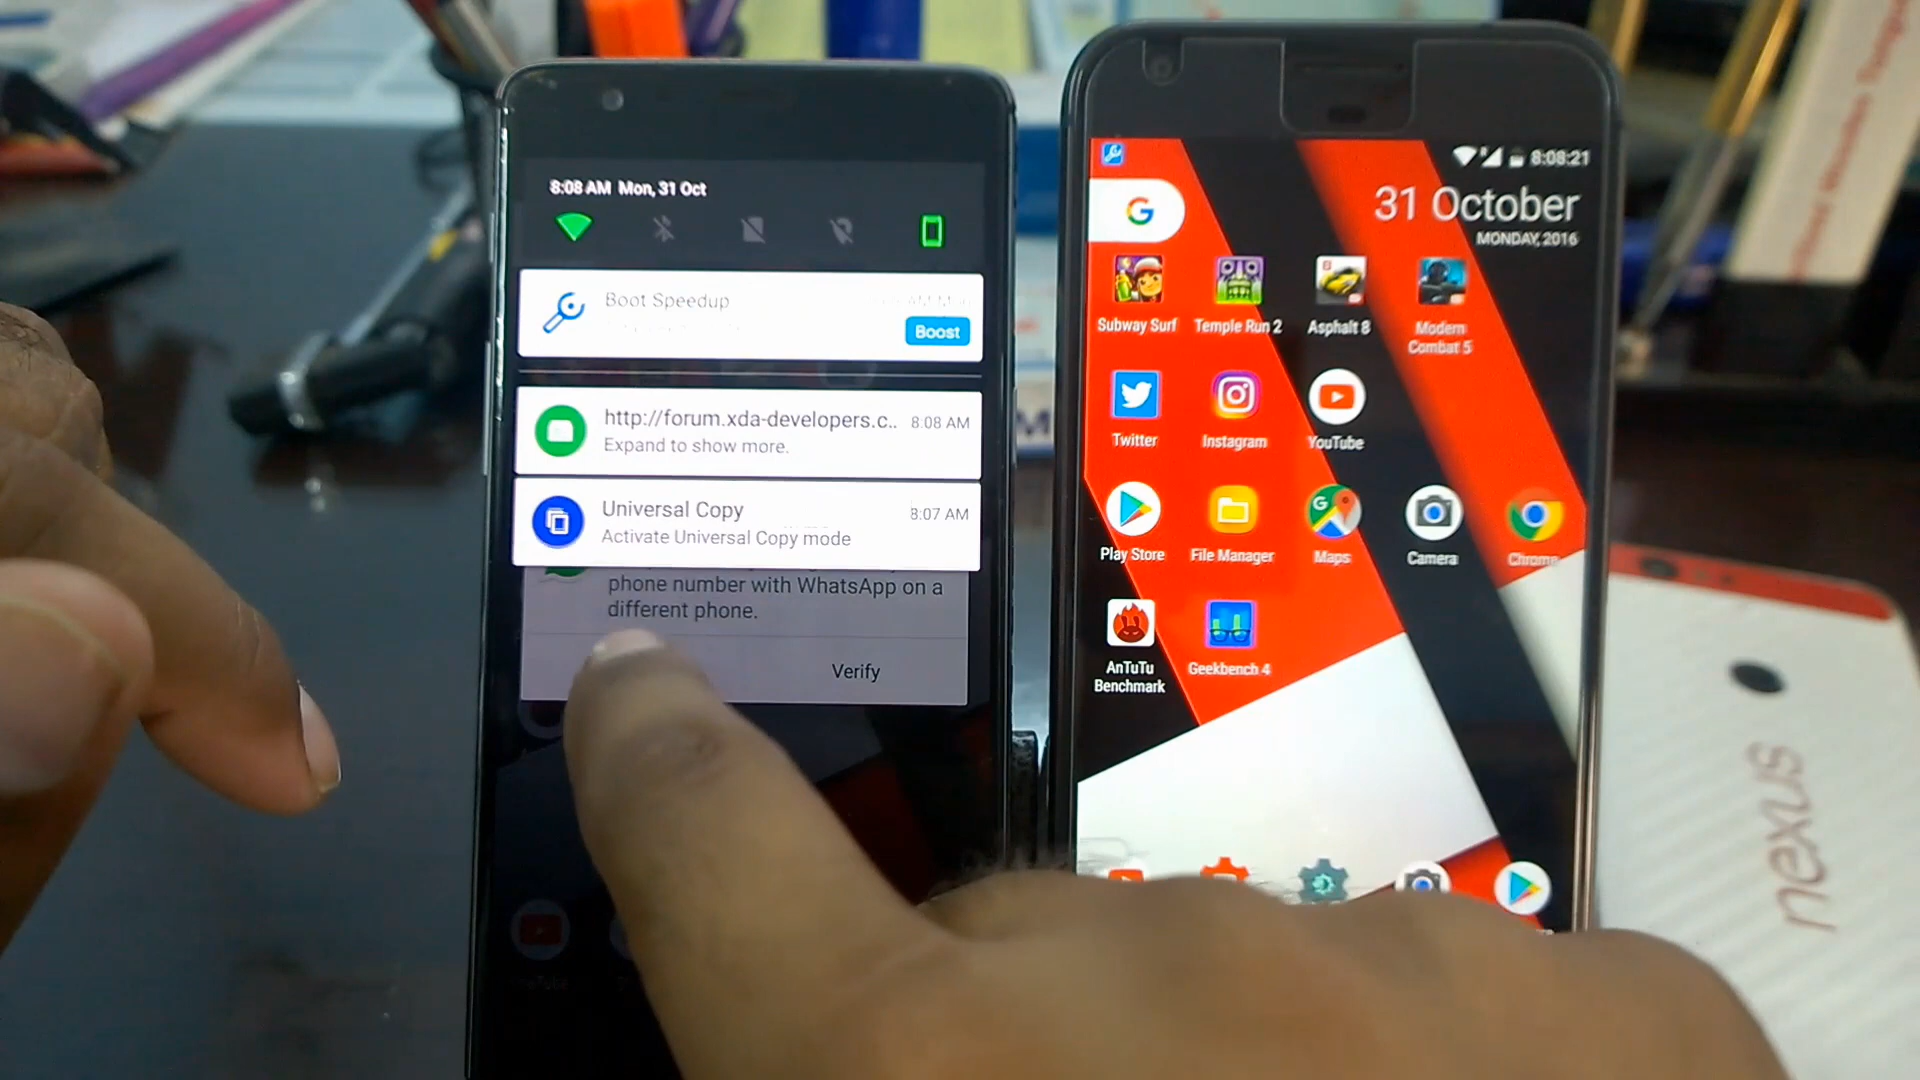 8:08 AM Mon, 31 Oct
Boot Speedup
Boost
http://forum.xda-developers.c.. 8:08 AM
Expand to show more.
Universal Copy 8:07 AM
Activate Universal Copy mode
phone number with WhatsApp on a
different phone.
Verify
8:08:21
31 October
MONDAY, 2016
Subway Surf Temple Run 2 Asphalt 8 Modern
Combat 5
Twitter Instagram YouTube
Play Store File Manager Maps Camera Chrome
AnTuTu
Benchmark Geekbench 4
nexus